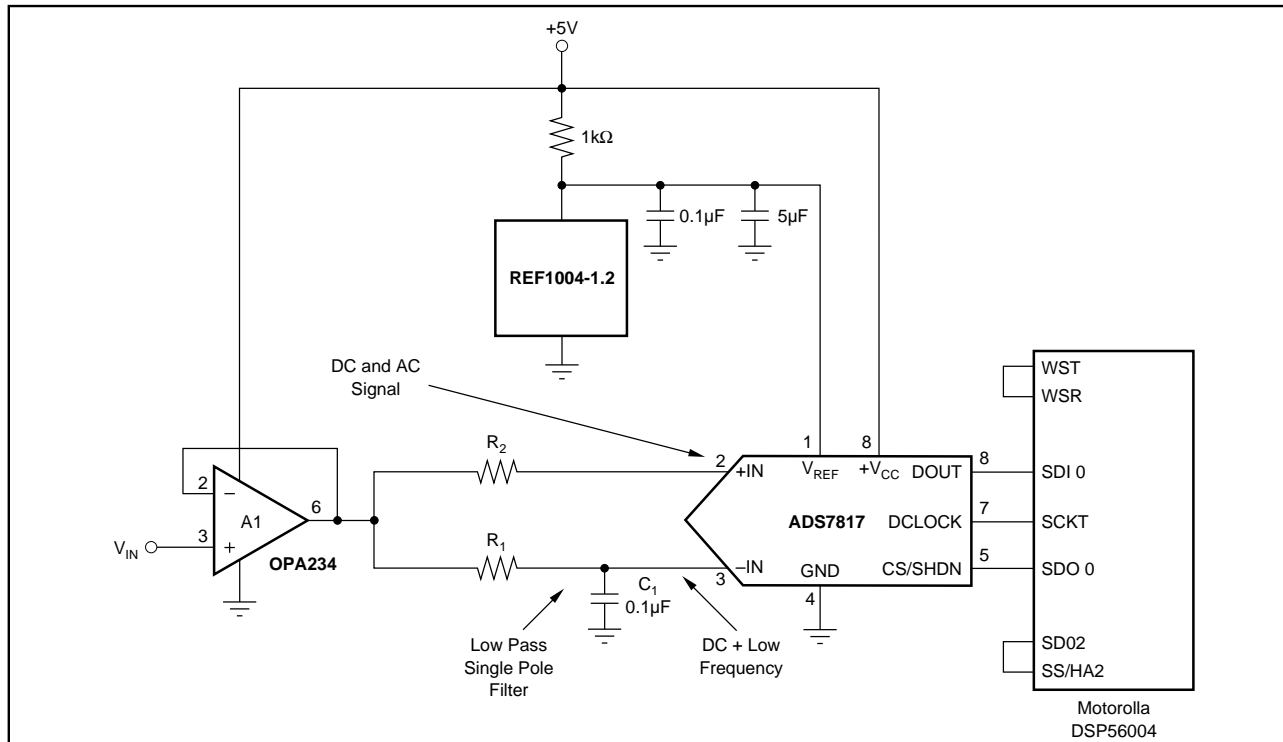 +5V
1kΩ
0.1µF
5µF
REF1004-1.2
DC and AC
Signal
WST
WSR
R2
1
8
2
+IN
VREF
+VCC
DOUT
8
SDI 0
2
–
6
A1
ADS7817
DCLOCK
7
SCKT
VIN
3
+
OPA234
R1
–IN
3
GND
CS/SHDN
5
SDO 0
C1
0.1µF
4
Low Pass
Single Pole
Filter
DC + Low
Frequency
SD02
SS/HA2
Motorolla
DSP56004